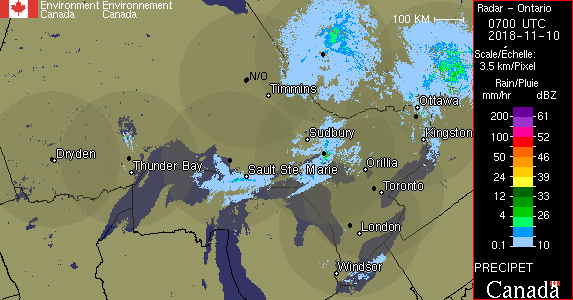 Environment Environnement
Canada Canada
100 KM
N/O
Timmins
Ottawa
Sudbury
Kingston
Dryden
Thunder Bay
Sault Ste. Marie
Orillia
Toronto
London
Windsor
Radar - Ontario
0700 UTC
2018-11-10
Scale/Échelle:
3.5 km/Pixel
Rain/Pluie
mm/hr dBZ
200 61
100 52
50 46
24 39
12 33
4 26
2 20
0.1 10
PRECIPET
Canada